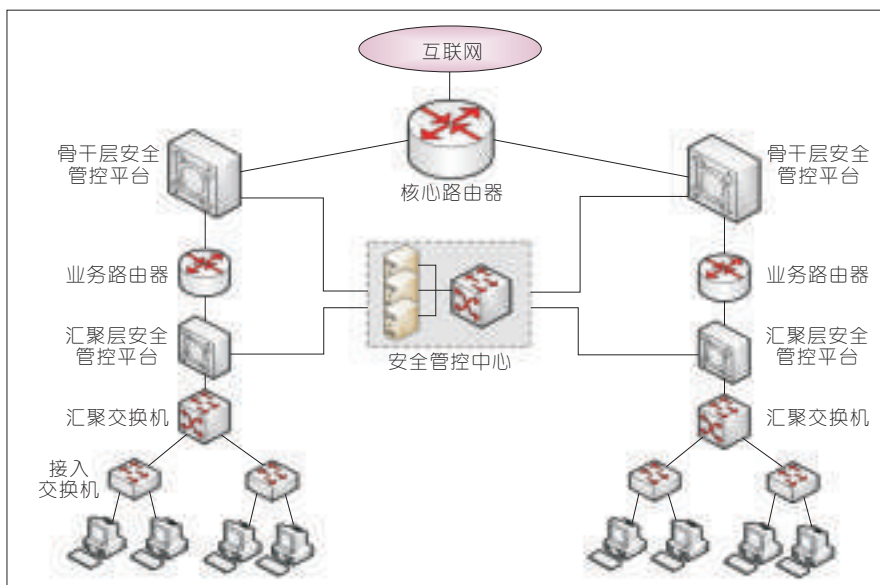 互联网
骨干层安全
管控平台
核心路由器
骨干层安全
管控平台
业务路由器
业务路由器
汇聚层安全
管控平台
安全管控中心
汇聚层安全
管控平台
汇聚交换机
汇聚交换机
接入
交换机